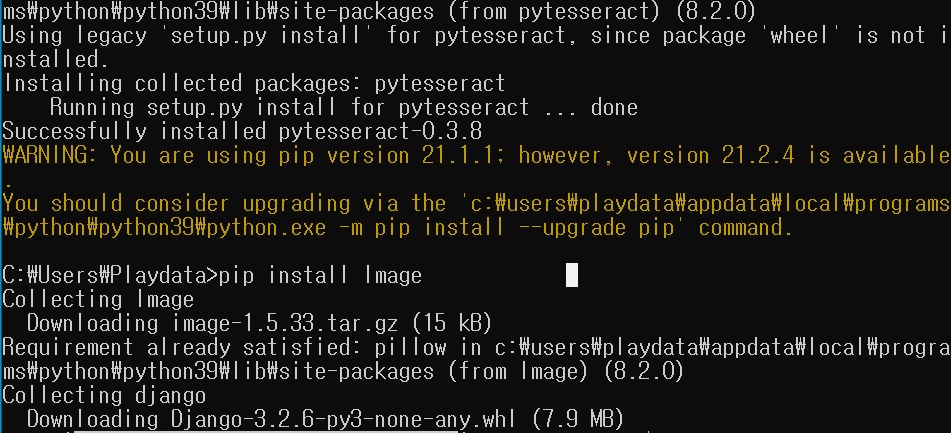 ms₩python₩python39₩lib₩site-packages (from pytesseract) (8.2.0)
Using legacy 'setup.py install' for pytesseract, since package 'wheel' is not i
nstalled.
Installing collected packages: pytesseract
    Running setup.py install for pytesseract ... done
Successfully installed pytesseract-0.3.8
WARNING: You are using pip version 21.1.1; however, version 21.2.4 is available
.
You should consider upgrading via the 'c:₩users₩playdata₩appdata₩local₩programs
₩python₩python39₩python.exe -m pip install --upgrade pip' command.

C:₩Users₩Playdata>pip install Image
Collecting Image
  Downloading image-1.5.33.tar.gz (15 kB)
Requirement already satisfied: pillow in c:₩users₩playdata₩appdata₩local₩progra
ms₩python₩python39₩lib₩site-packages (from Image) (8.2.0)
Collecting django
  Downloading Django-3.2.6-py3-none-any.whl (7.9 MB)